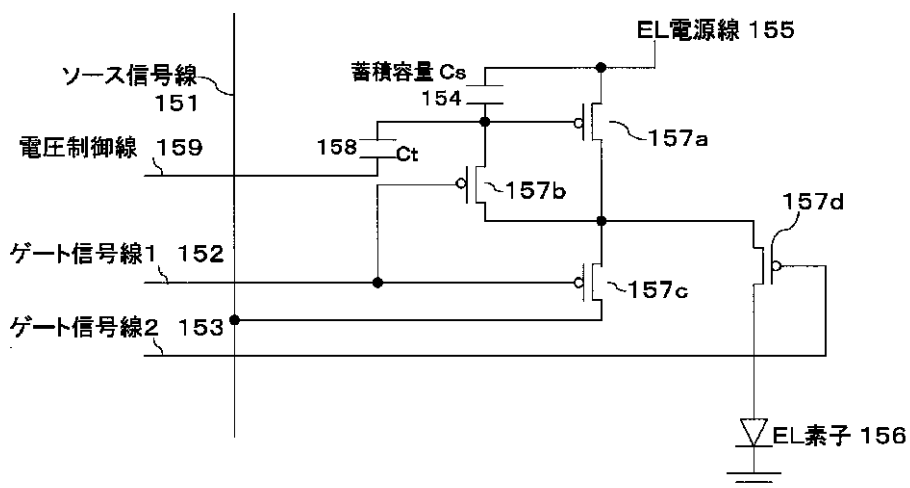 EL電源線 155
ソース信号線
151
蓄積容量 Cs
154
157a
電圧制御線 159
158
Ct
157b
157d
ゲート信号線1 152
157c
ゲート信号線2 153
EL素子 156